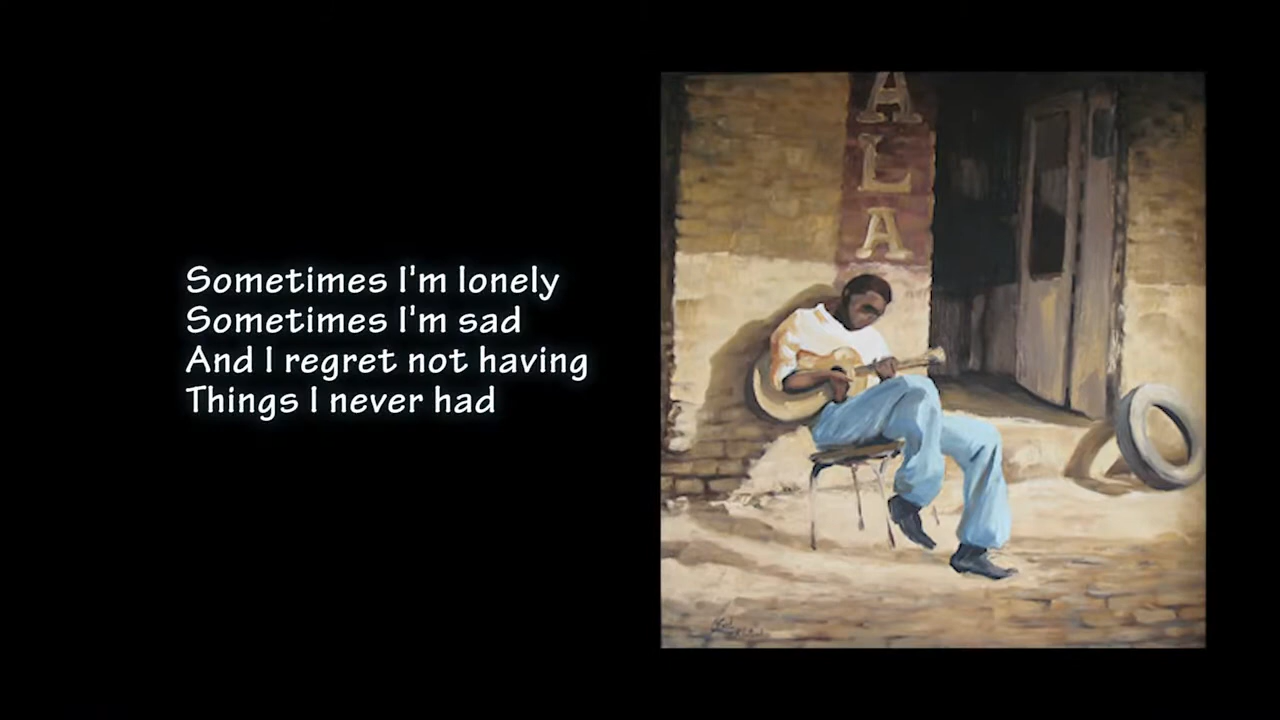 Sometimes I'm lonely
Sometimes I'm sad
And I regret not having
Things I never had
A
L
A